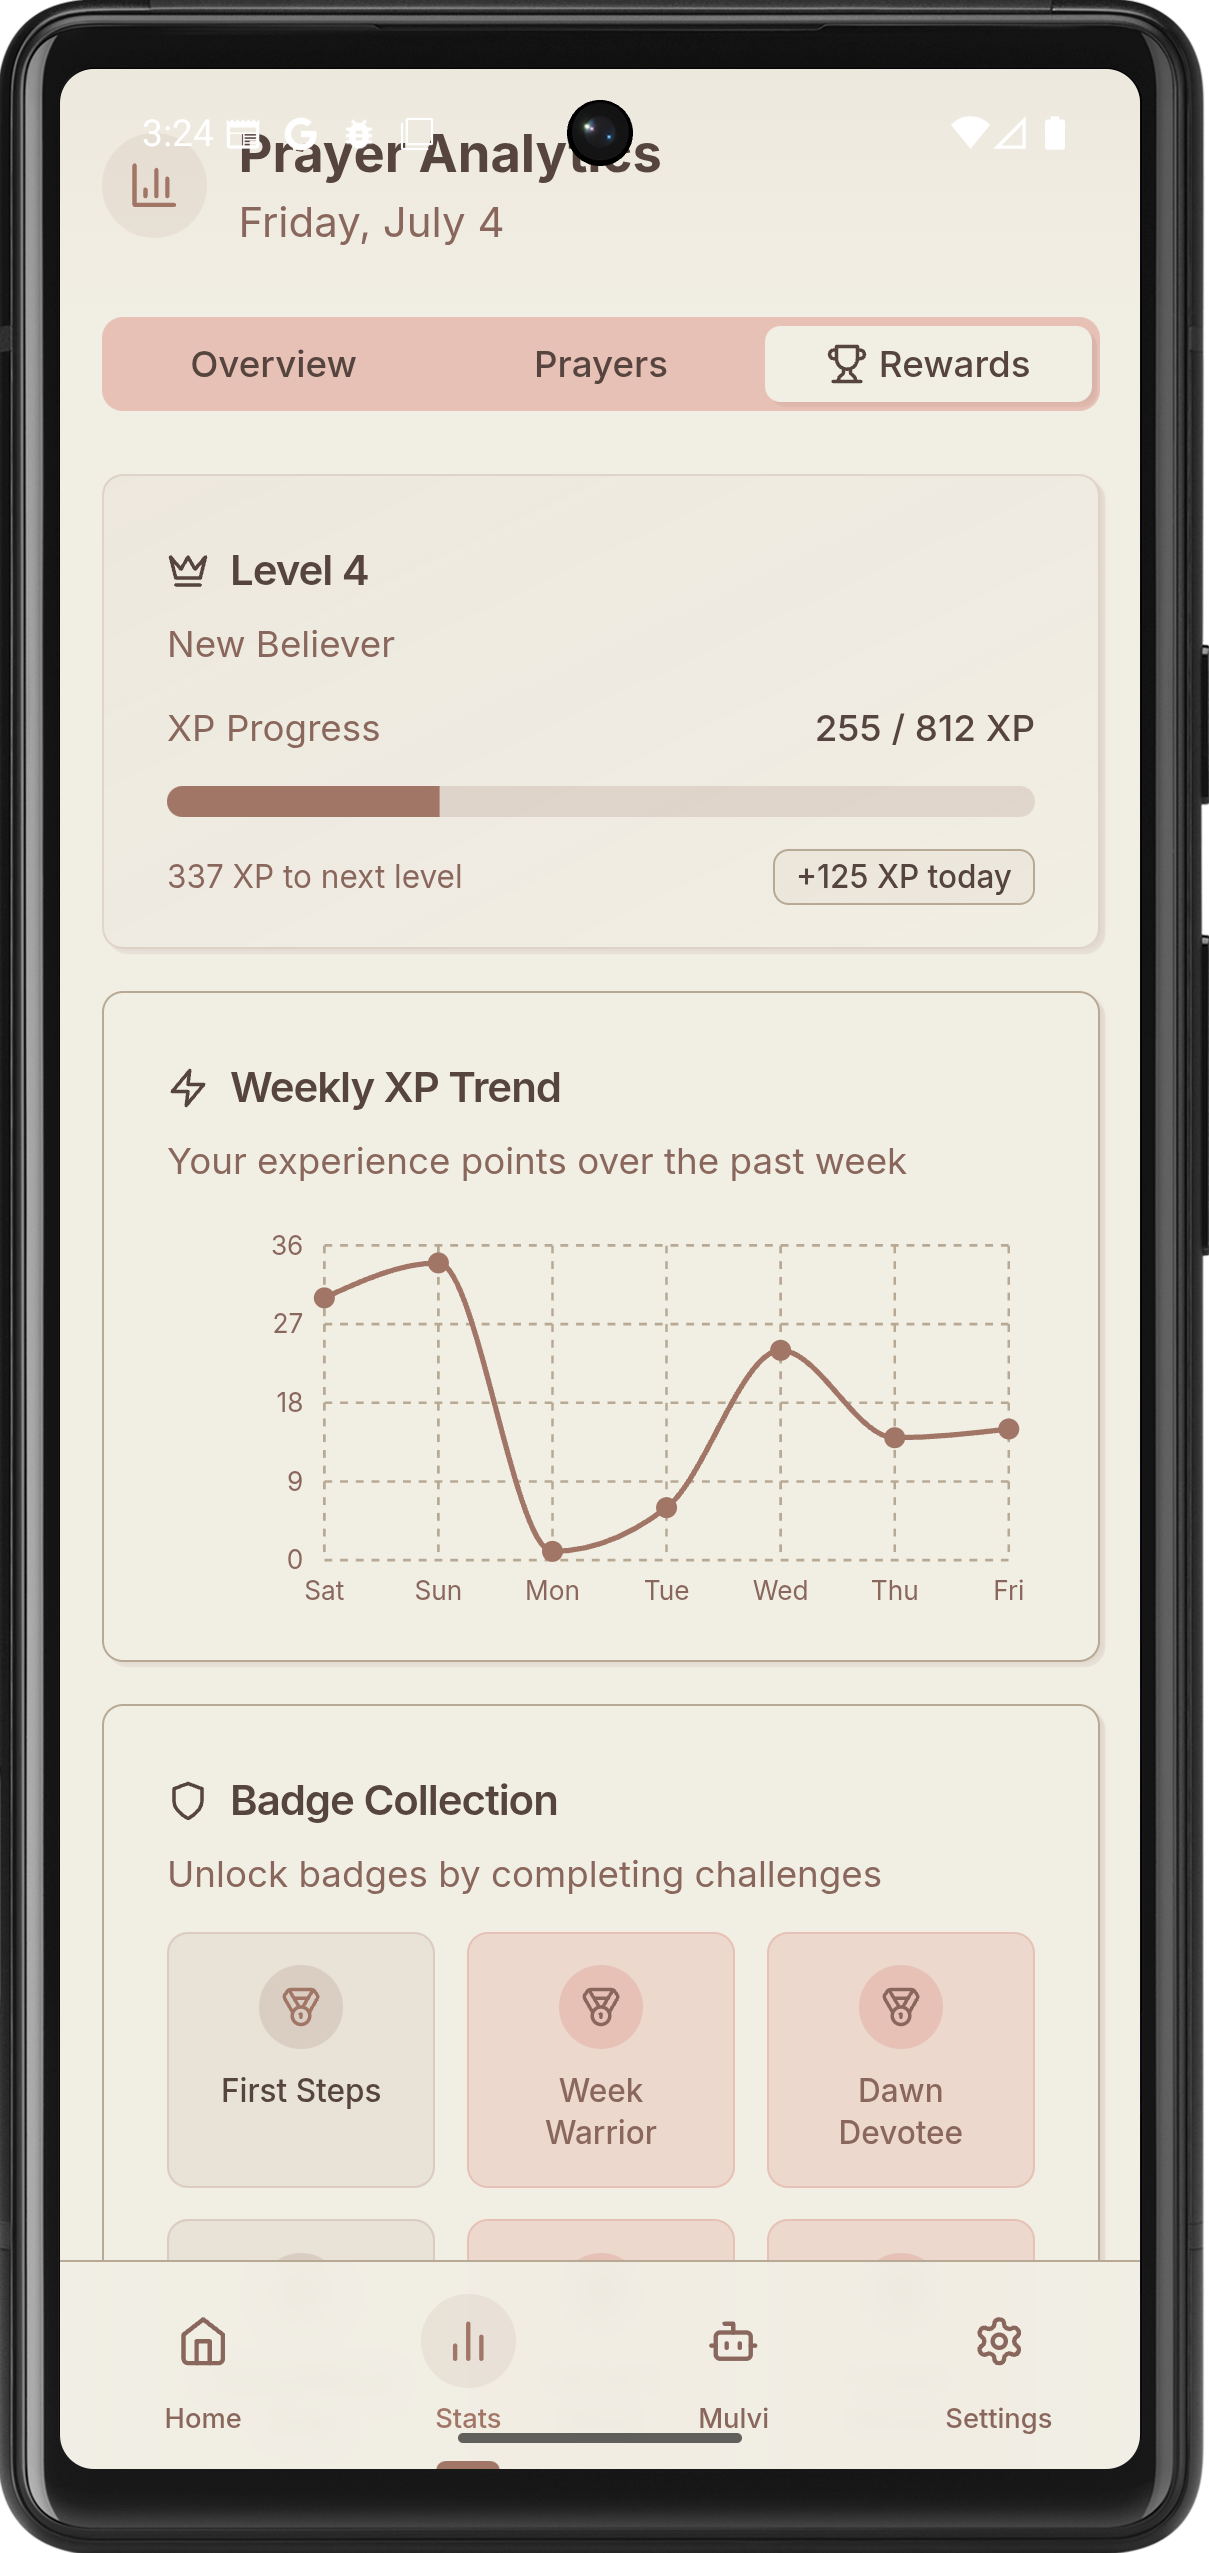 3:24
Prayer Analytics
Friday, July 4
Overview
Prayers
Rewards
Level 4
New Believer
XP Progress
255 / 812 XP
337 XP to next level
+125 XP today
Weekly XP Trend
Your experience points over the past week
36
27
18
9
0
Sat
Sun
Mon
Tue
Wed
Thu
Fri
Badge Collection
Unlock badges by completing challenges
First Steps
Week
Warrior
Dawn
Devotee
Home
Stats
Mulvi
Settings